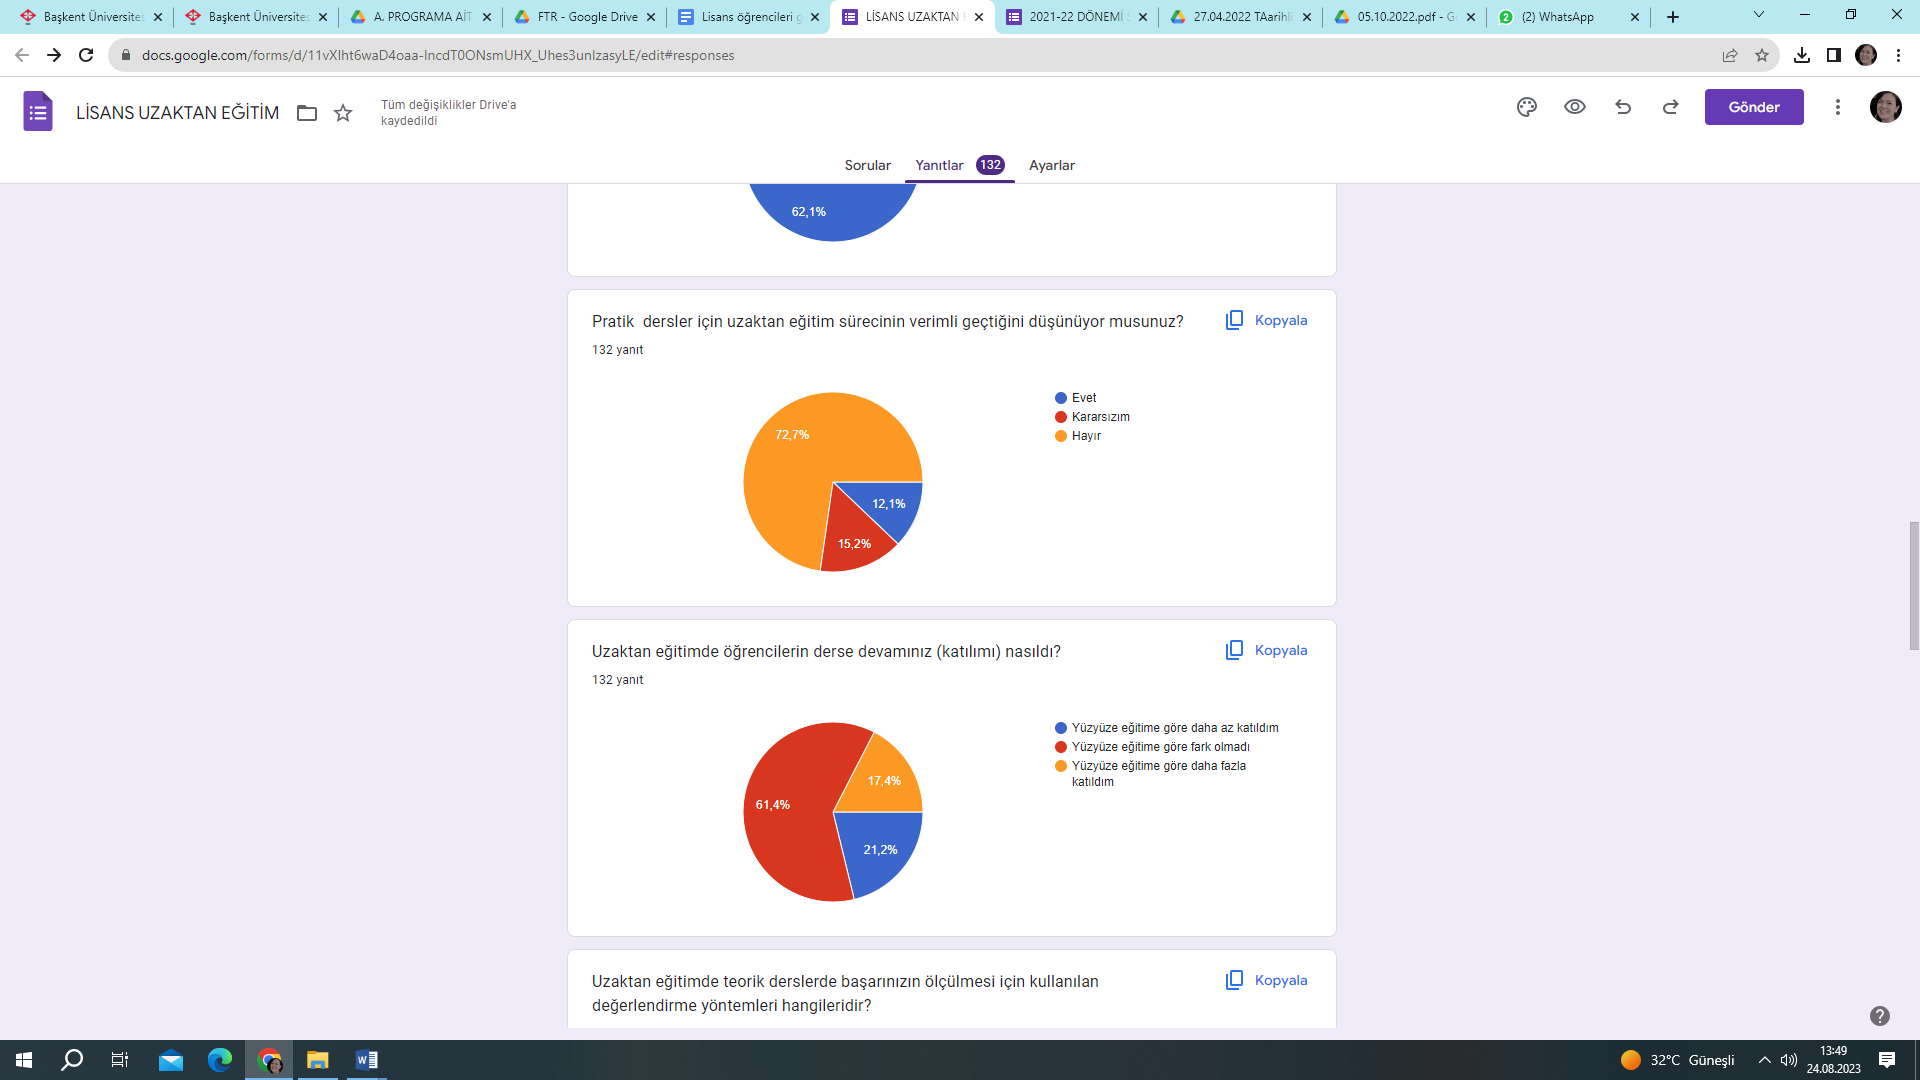 Başkent Üniversites
Başkent Üniversites
A. PROGRAMA AİT
FTR - Google Drive
Lisans öğrencileri g
LİSANS UZAKTAN
2021-22 DÖNEMİ
27.04.2022 TAarihli
05.10.2022.pdf - G
(2) WhatsApp
docs.google.com/forms/d/11vXIht6waD4oaa-IncdT0ONsmUHX_Uhes3unIzasyLE/edit#responses
LİSANS UZAKTAN EĞİTİM
Tüm değişiklikler Drive'a
kaydedildi
Gönder
Sorular
Yanıtlar 132
Ayarlar
62,1%
Pratik  dersler için uzaktan eğitim sürecinin verimli geçtiğini düşünüyor musunuz?
Kopyala
132 yanıt
Evet
Kararsızım
Hayır
72,7%
12,1%
15,2%
Uzaktan eğitimde öğrencilerin derse devamınız (katılımı) nasıldı?
Kopyala
132 yanıt
Yüzyüze eğitime göre daha az katıldım
Yüzyüze eğitime göre fark olmadı
Yüzyüze eğitime göre daha fazla
katıldım
17,4%
61,4%
21,2%
Uzaktan eğitimde teorik derslerde başarınızın ölçülmesi için kullanılan
değerlendirme yöntemleri hangileridir?
Kopyala
32°C Güneşli
13:49
24.08.2023